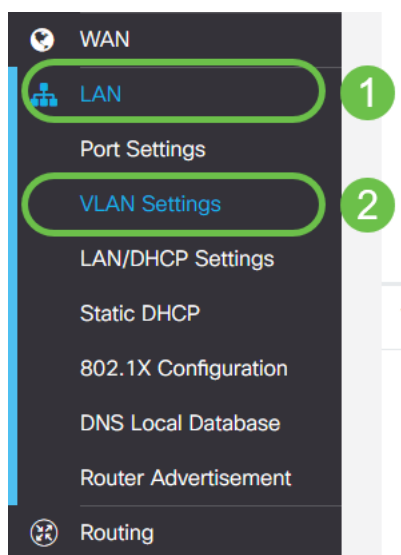 WAN
LAN
1
Port Settings
VLAN Settings
2
LAN/DHCP Settings
Static DHCP
802.1X Configuration
DNS Local Database
Router Advertisement
Routing